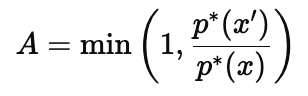 A = min ( 1, p*(x′) / p*(x) )